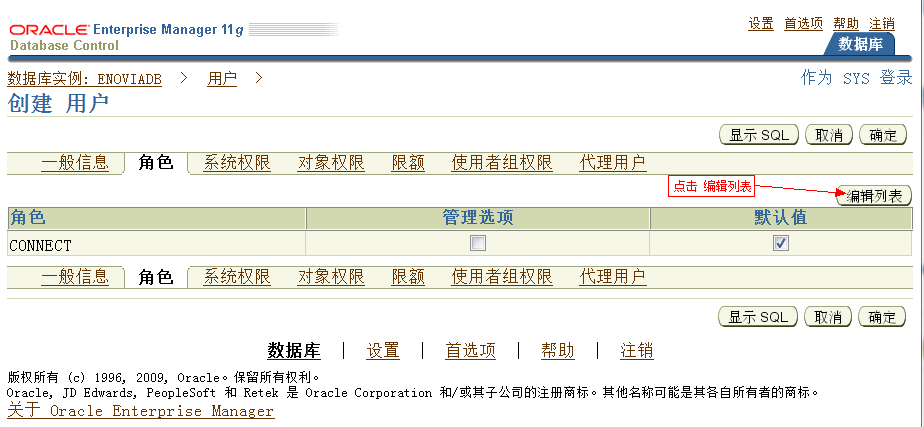 ORACLE Enterprise Manager 11g
Database Control
设置 首选项 帮助 注销
数据库
数据库实例: ENOVIADB > 用户 >
作为 SYS 登录
创建 用户
显示 SQL 取消 确定
一般信息 角色 系统权限 对象权限 限额 使用者组权限 代理用户
点击 编辑列表
编辑列表
角色 管理选项 默认值
CONNECT
一般信息 角色 系统权限 对象权限 限额 使用者组权限 代理用户
显示 SQL 取消 确定
数据库 | 设置 | 首选项 | 帮助 | 注销
版权所有 (c) 1996, 2009, Oracle。保留所有权利。
Oracle, JD Edwards, PeopleSoft 和 Retek 是 Oracle Corporation 和/或其子公司的注册商标。其他名称可能是其各自所有者的商标。
关于 Oracle Enterprise Manager